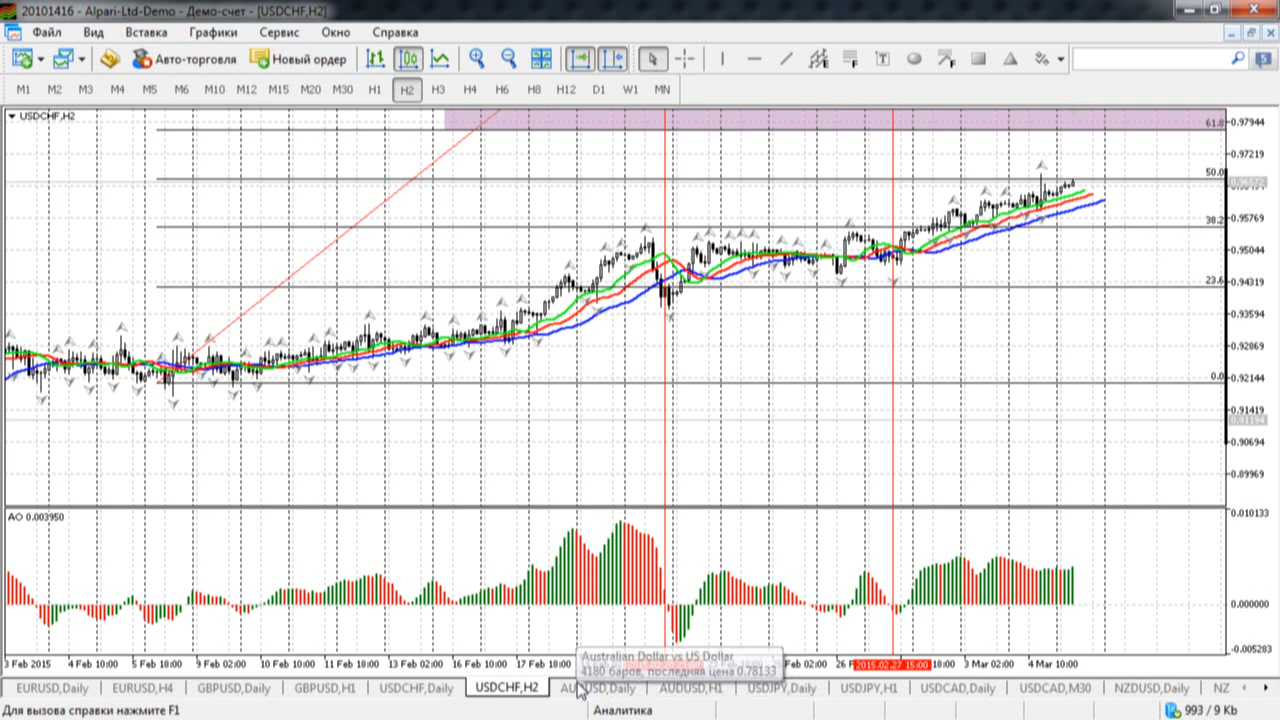 20101416 - Alpari-Ltd-Demo - Демо-счет - [USDCHF,H2]
Файл Вид Вставка Графики Сервис Окно Справка
Авто-торговля Новый ордер
M1 M2 M3 M4 M5 M6 M10 M12 M15 M20 M30 H1 H2 H3 H4 H6 H8 H12 D1 W1 MN
USDCHF,H2
61.8
0.97944
0.97219
50.0
0.96572
0.95769
38.2
0.95044
0.94319
23.6
0.93594
0.92869
0.92144
0.0
0.91419
0.91194
0.90694
0.89969
AO 0.003950
0.010133
0.000000
-0.005283
3 Feb 2015 4 Feb 10:00 5 Feb 18:00 9 Feb 02:00 10 Feb 10:00 11 Feb 18:00 13 Feb 02:00 16 Feb 10:00 17 Feb 18:00 Feb 02:00 26 F 2015.02.27 15:00 18:00 3 Mar 02:00 4 Mar 10:00
Australian Dollar vs US Dollar
4180 баров, последняя цена 0.78133
EURUSD,Daily EURUSD,H4 GBPUSD,Daily GBPUSD,H1 USDCHF,Daily USDCHF,H2 AUDUSD,Daily AUDUSD,H1 USDJPY,Daily USDJPY,H1 USDCAD,Daily USDCAD,M30 NZDUSD,Daily NZ
Для вызова справки нажмите F1 Аналитика 993 / 9 Kb